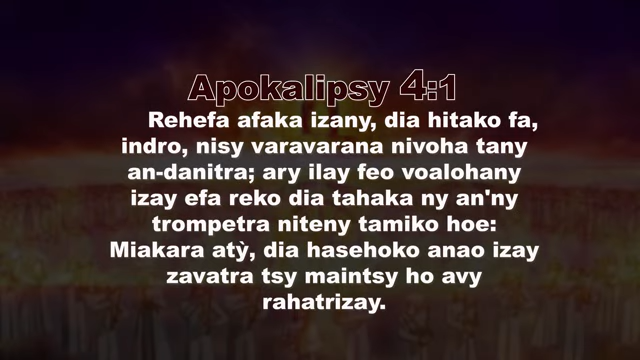 Apokalipsy 4:1
Rehefa afaka izany, dia hitako fa,
indro, nisy varavarana nivoha tany
an-danitra; ary ilay feo voalohany
izay efa reko dia tahaka ny an'ny
trompetra niteny tamiko hoe:
Miakara atỳ, dia hasehoko anao izay
zavatra tsy maintsy ho avy
rahatrizay.